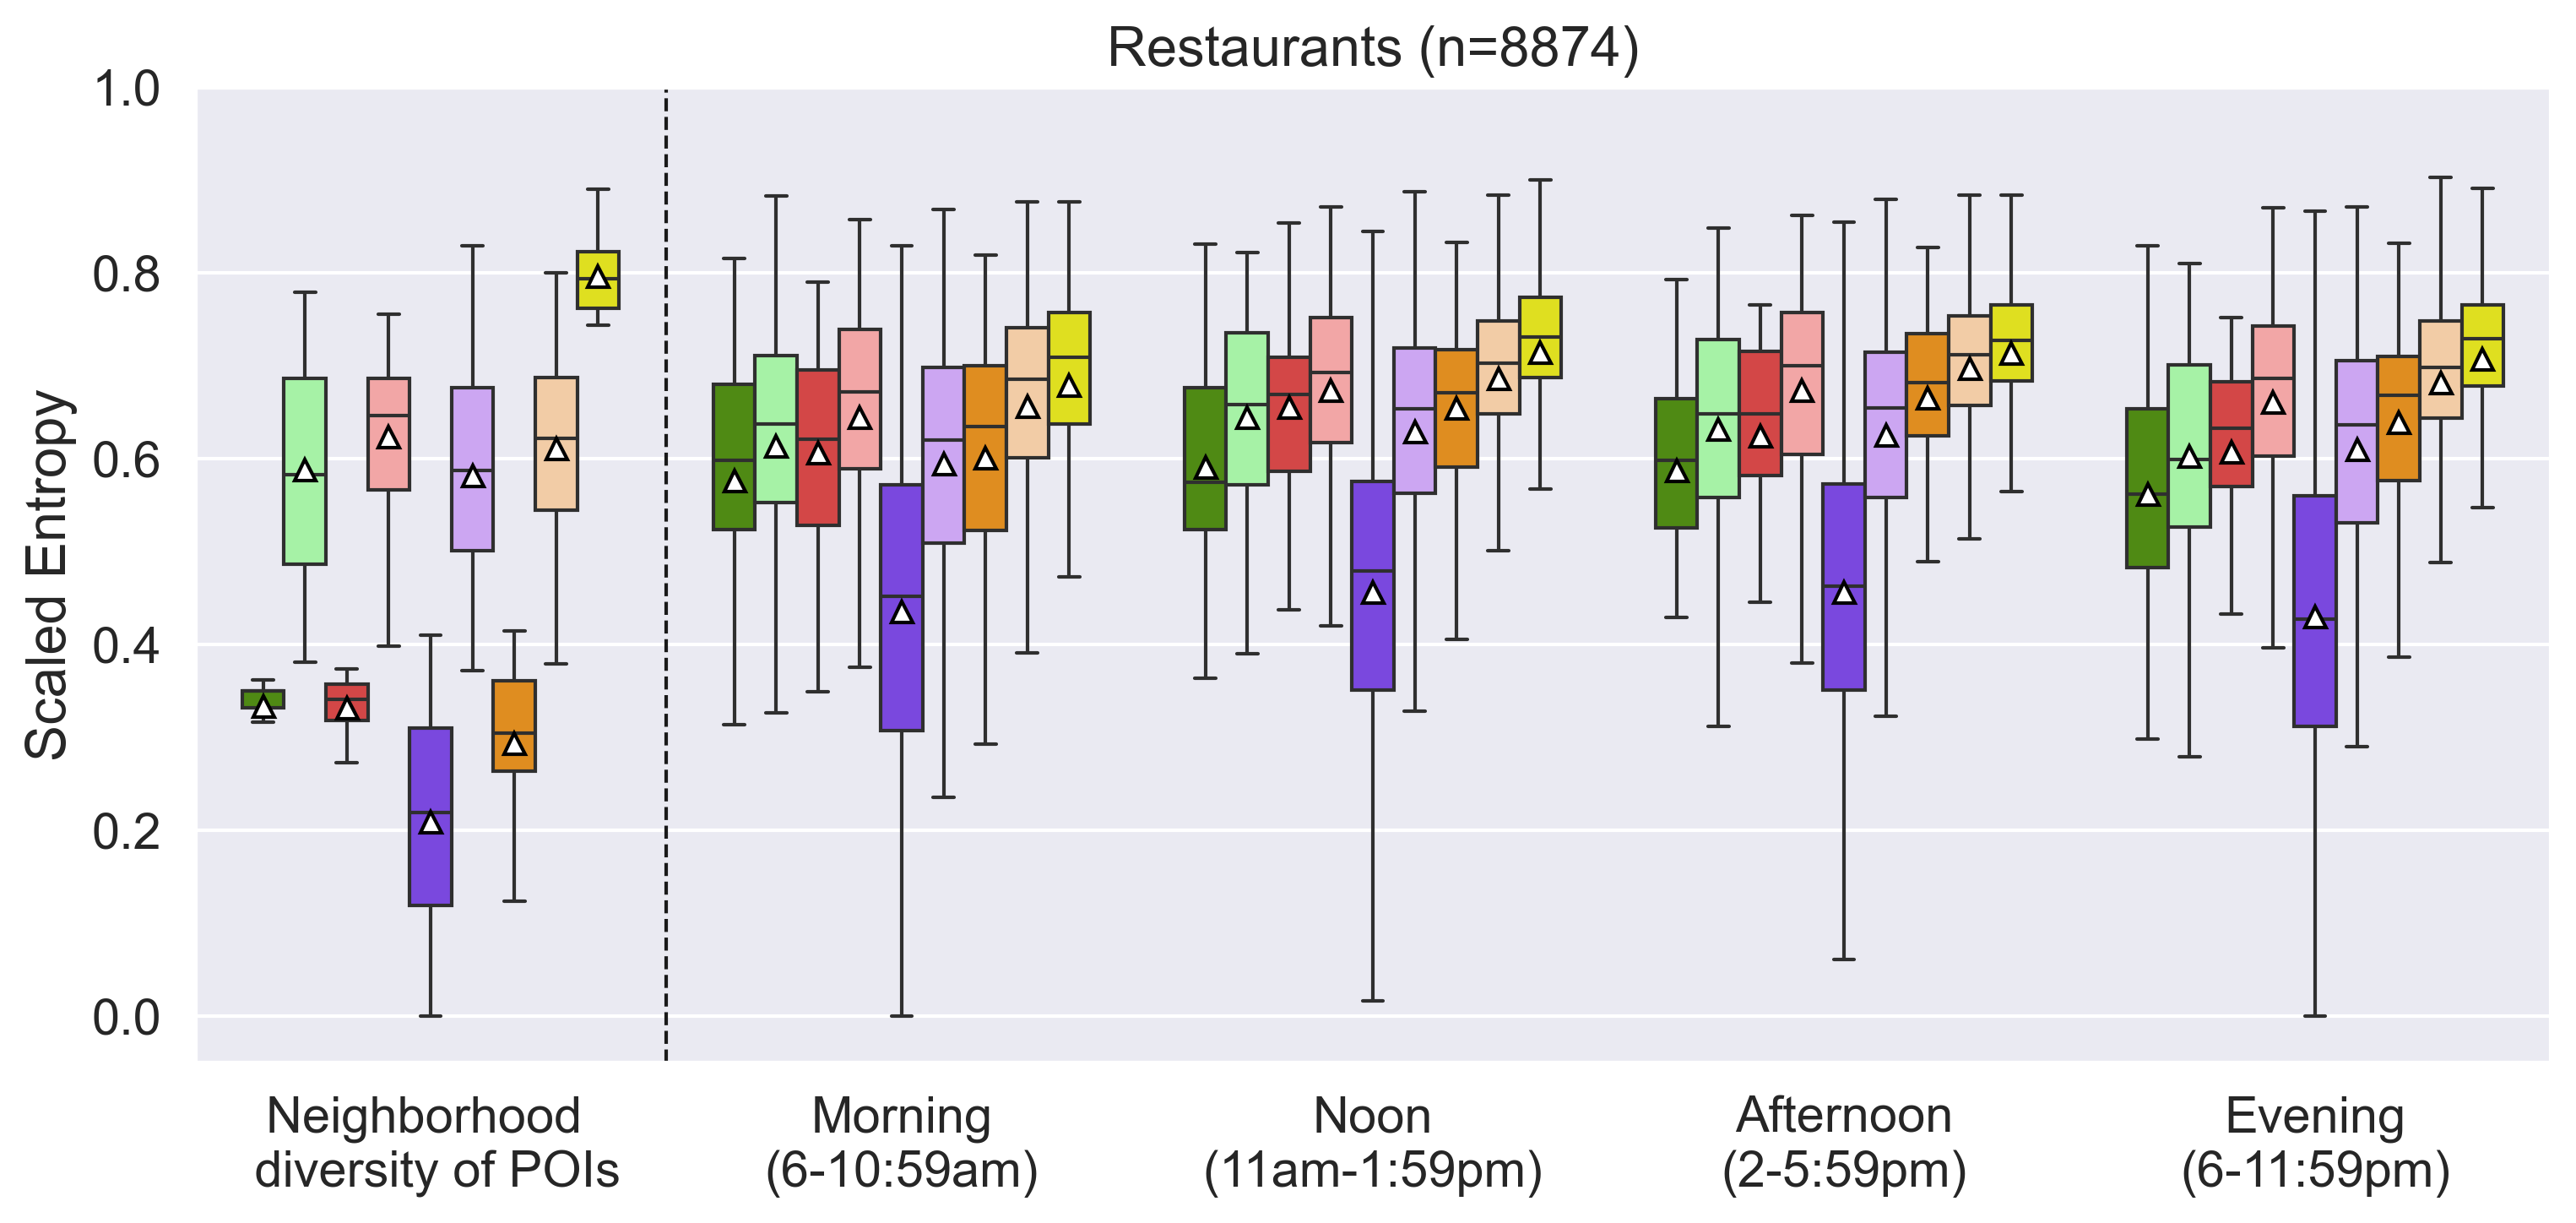 Restaurants (n=8874)
Scaled Entropy
1.0
0.8
0.6
0.4
0.2
0.0
Neighborhood
diversity of POIs
Morning
(6-10:59am)
Noon
(11am-1:59pm)
Afternoon
(2-5:59pm)
Evening
(6-11:59pm)